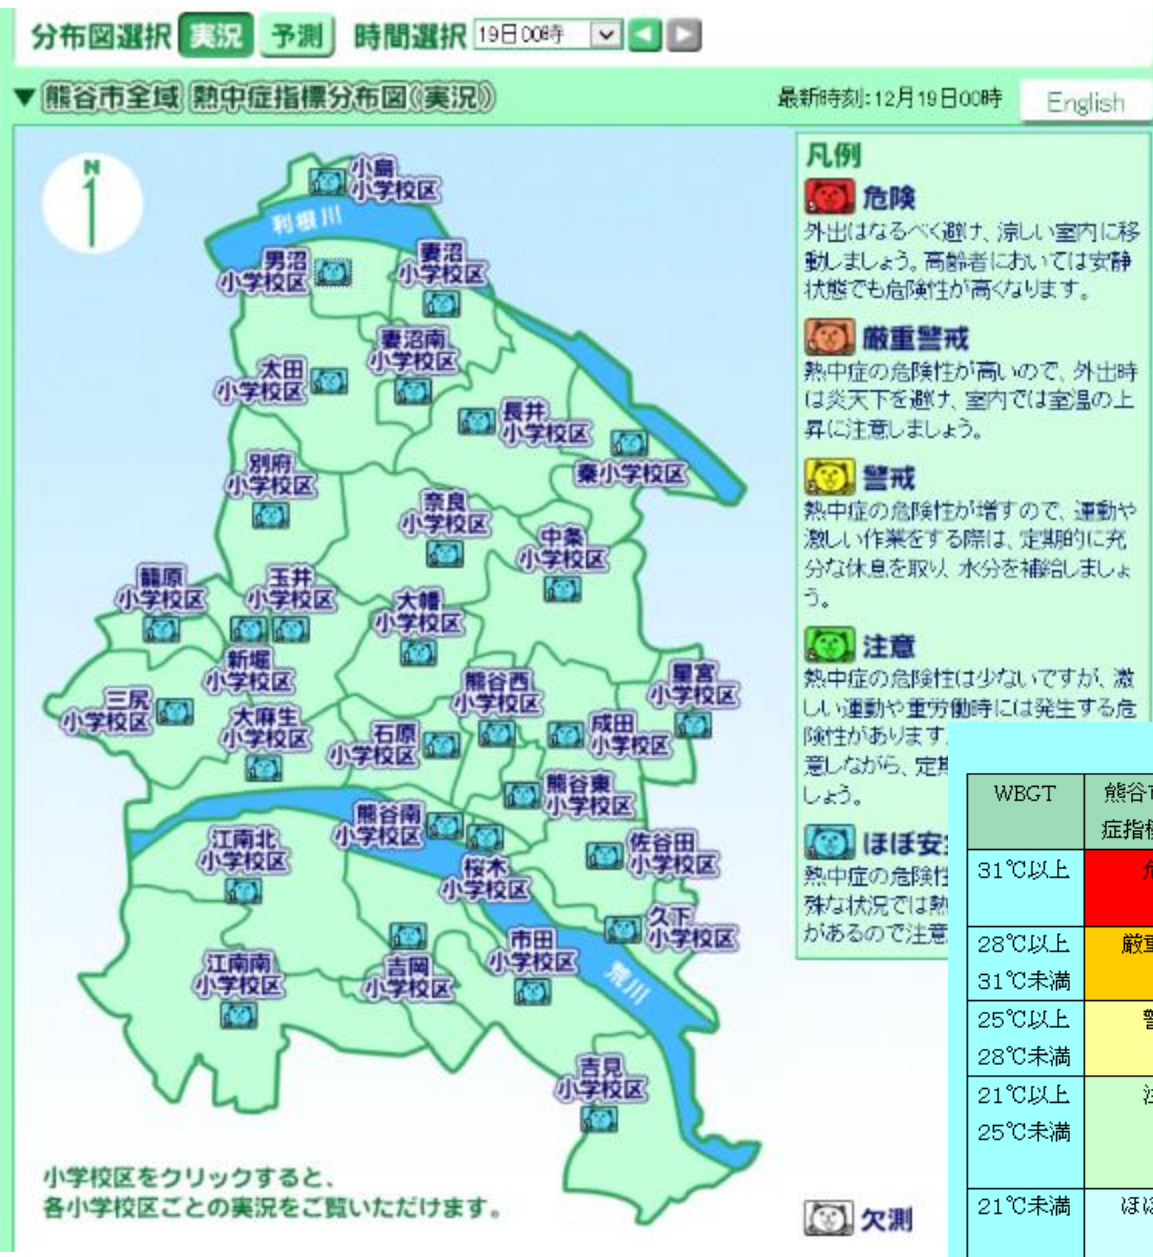 分布図選択 実況 予測 時間選択 19日00時
▼熊谷市全域 熱中症指標分布図(実況)
最新時刻:12月19日00時 English
N
小島
小学校区
利根川
男沼
小学校区
妻沼
小学校区
妻沼南
小学校区
太田
小学校区
長井
小学校区
秦小学校区
別府
小学校区
奈良
小学校区
中条
小学校区
籠原
小学校区
玉井
小学校区
大幡
小学校区
新堀
小学校区
三尻
小学校区
大麻生
小学校区
熊谷西
小学校区
星宮
小学校区
石原
小学校区
成田
小学校区
熊谷東
小学校区
熊谷南
小学校区
江南北
小学校区
桜木
小学校区
佐谷田
小学校区
久下
小学校区
江南南
小学校区
吉岡
小学校区
市田
小学校区
荒川
吉見
小学校区
小学校区をクリックすると、
各小学校区ごとの実況をご覧いただけます。
凡例
危険
外出はなるべく避け、涼しい室内に移
動しましょう。高齢者においては安静
状態でも危険性が高くなります。
厳重警戒
熱中症の危険性が高いので、外出時
は炎天下を避け、室内では室温の上
昇に注意しましょう。
警戒
熱中症の危険性が増すので、運動や
激しい作業をする際は、定期的に充
分な休息を取り、水分を補給しましょ
う。
注意
熱中症の危険性は少ないですが、激
しい運動や重労働時には発生する危
険性があります
意しながら、定期
しょう。
ほぼ安
熱中症の危険性
殊な状況では熱
があるので注意
欠測
WBGT 熊谷市
症指標
31℃以上 危
28℃以上 厳重
31℃未満
25℃以上 警
28℃未満
21℃以上 注
25℃未満
21℃未満 ほぼ